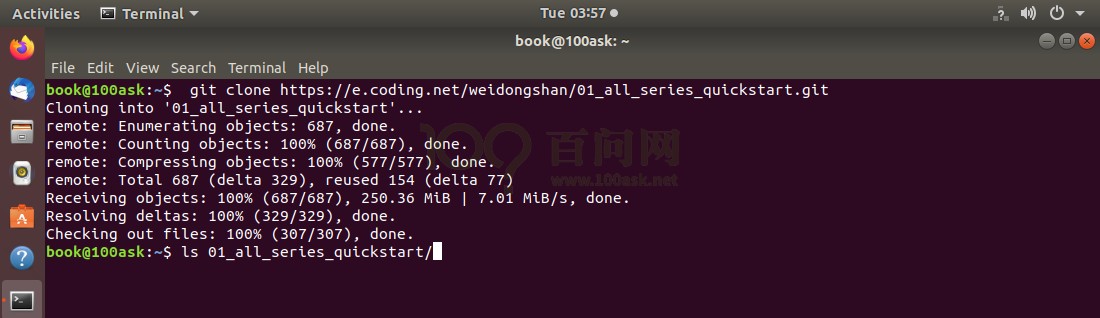 Activities Terminal Tue 03:57
book@100ask: ~
File Edit View Search Terminal Help
book@100ask:~$  git clone https://e.coding.net/weidongshan/01_all_series_quickstart.git
Cloning into '01_all_series_quickstart'...
remote: Enumerating objects: 687, done.
remote: Counting objects: 100% (687/687), done.
remote: Compressing objects: 100% (577/577), done.
remote: Total 687 (delta 329), reused 154 (delta 77)
Receiving objects: 100% (687/687), 250.36 MiB | 7.01 MiB/s, done.
Resolving deltas: 100% (329/329), done.
Checking out files: 100% (307/307), done.
book@100ask:~$ ls 01_all_series_quickstart/
百问网
www.100ask.net